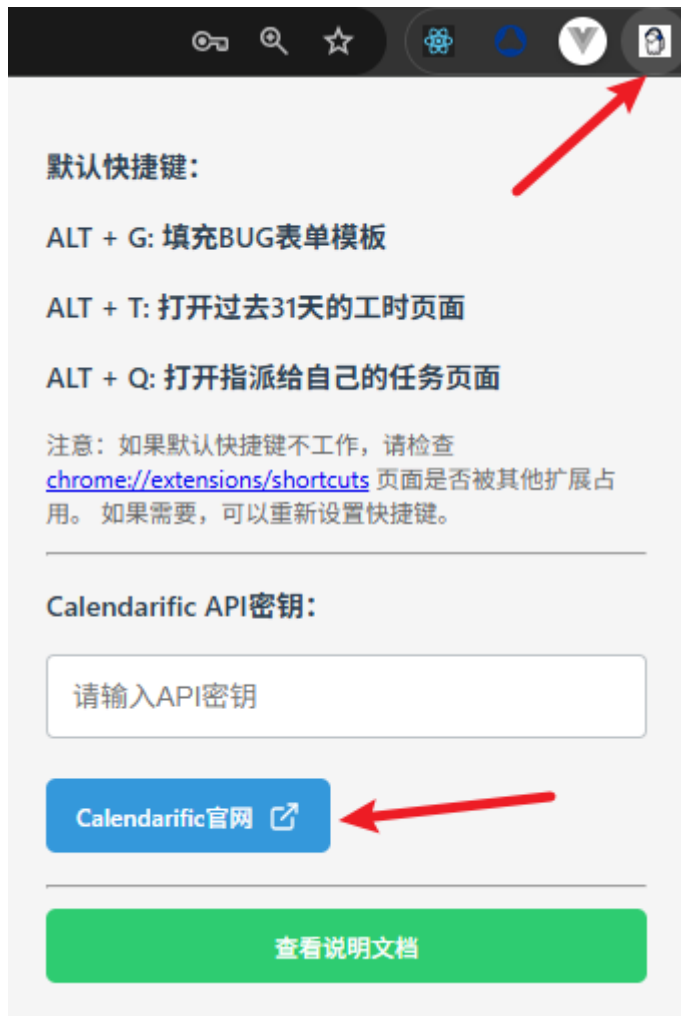 默认快捷键：
ALT + G: 填充BUG表单模板
ALT + T: 打开过去31天的工时页面
ALT + Q: 打开指派给自己的任务页面
注意：如果默认快捷键不工作，请检查
chrome://extensions/shortcuts 页面是否被其他扩展占
用。 如果需要，可以重新设置快捷键。
Calendarific API密钥：
请输入API密钥
Calendarific官网
查看说明文档